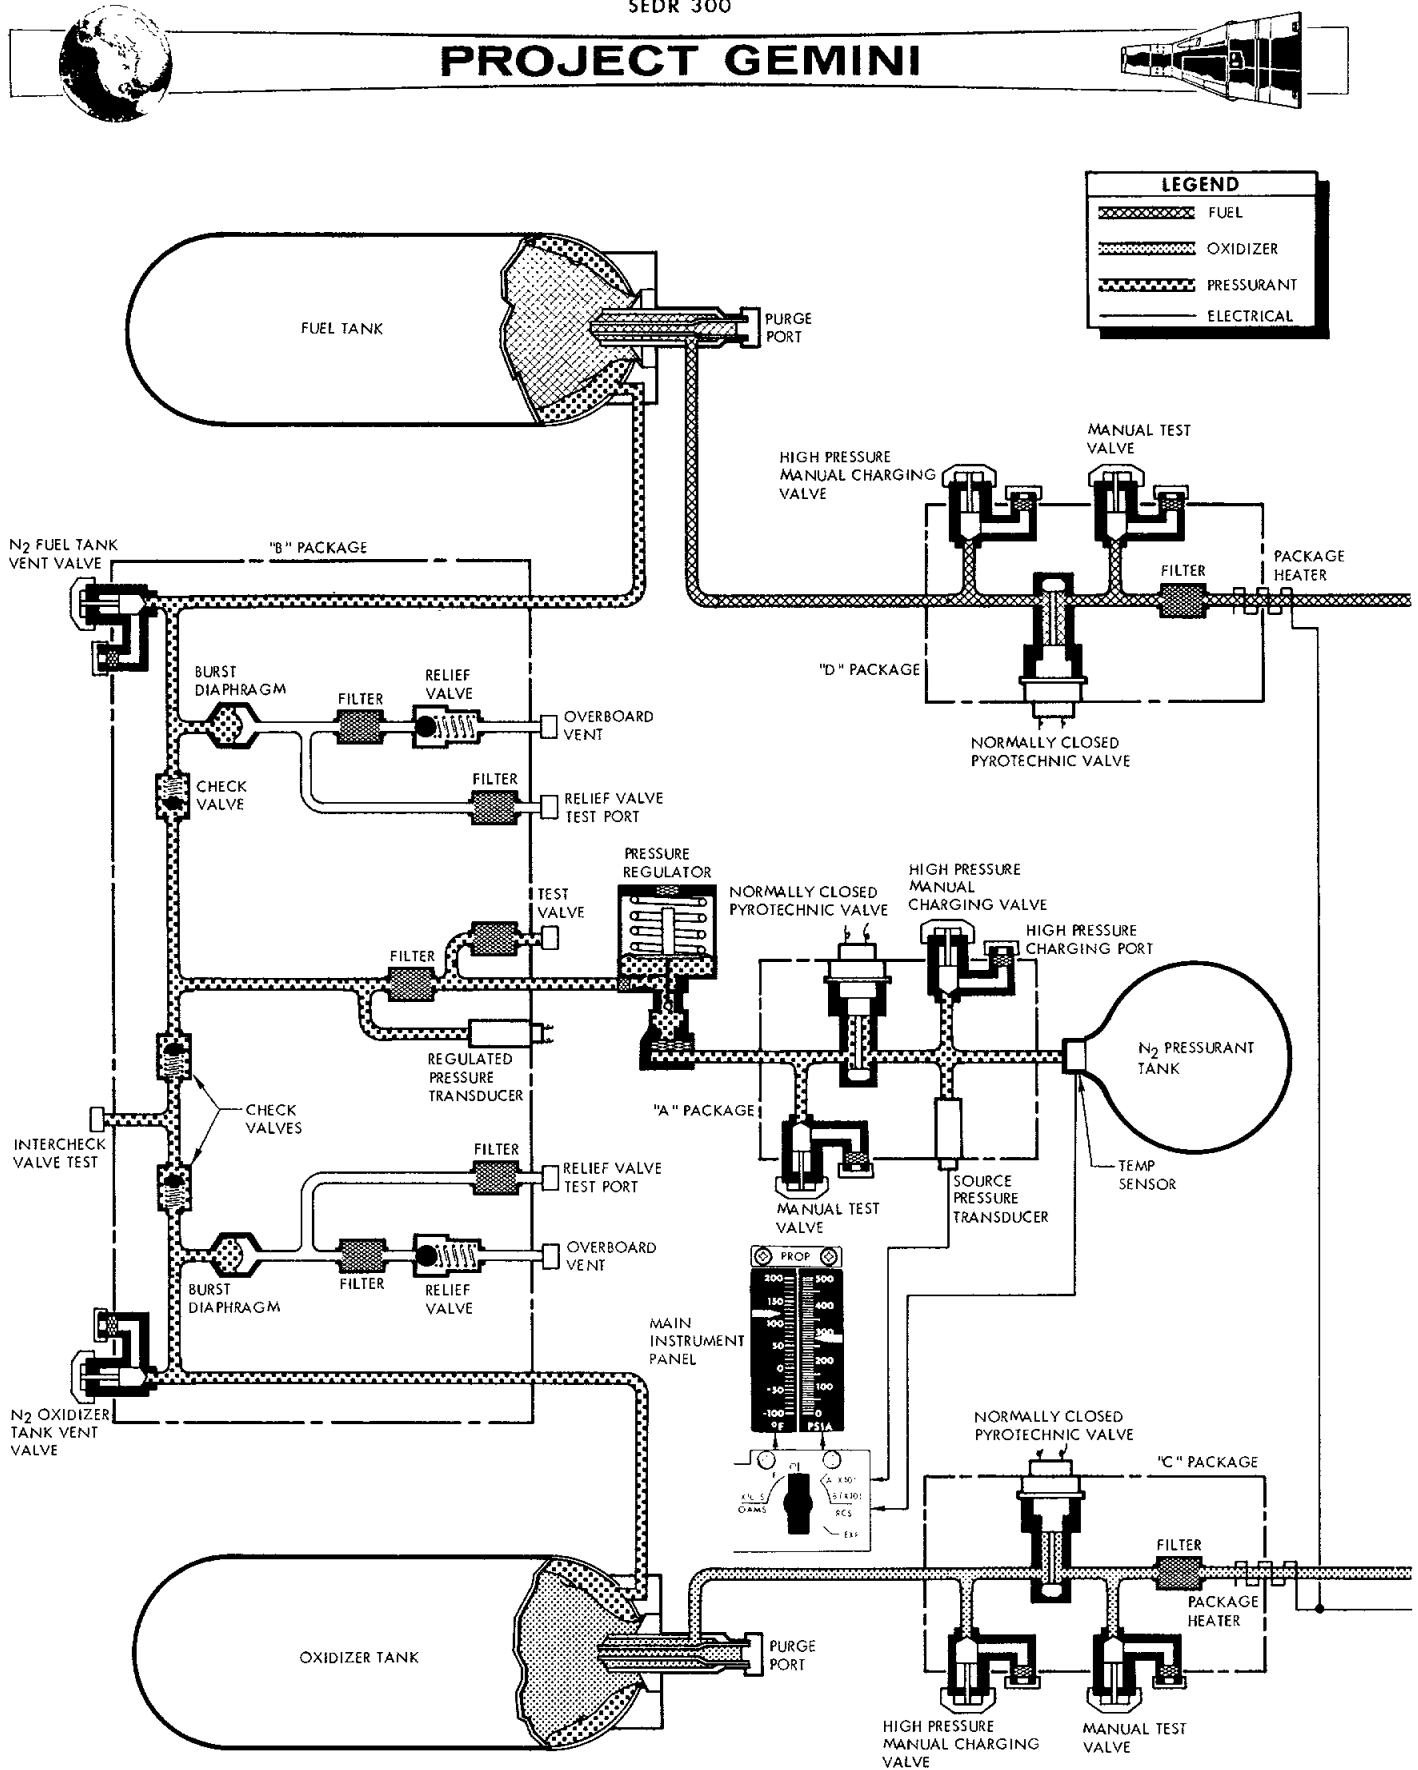 SEDR 300
PROJECT GEMINI
LEGEND
FUEL
OXIDIZER
PRESSURANT
ELECTRICAL
FUEL TANK
PURGE
PORT
MANUAL TEST
VALVE
HIGH PRESSURE
MANUAL CHARGING
VALVE
N2 FUEL TANK
VENT VALVE
"B" PACKAGE
FILTER
PACKAGE
HEATER
"D" PACKAGE
NORMALLY CLOSED
PYROTECHNIC VALVE
BURST
DIAPHRAGM
FILTER
RELIEF
VALVE
OVERBOARD
VENT
CHECK
VALVE
FILTER
RELIEF VALVE
TEST PORT
PRESSURE
REGULATOR
TEST
VALVE
NORMALLY CLOSED
PYROTECHNIC VALVE
HIGH PRESSURE
MANUAL
CHARGING VALVE
HIGH PRESSURE
CHARGING PORT
FILTER
N2 PRESSURANT
TANK
REGULATED
PRESSURE
TRANSDUCER
"A" PACKAGE
CHECK
VALVES
INTERCHECK
VALVE TEST
FILTER
RELIEF VALVE
TEST PORT
TEMP
SENSOR
SOURCE
PRESSURE
TRANSDUCER
MANUAL TEST
VALVE
OVERBOARD
VENT
BURST
DIAPHRAGM
FILTER
RELIEF
VALVE
PROP
200
150
100
50
0
-50
-100
°F
500
400
300
200
100
0
PSIA
MAIN
INSTRUMENT
PANEL
N2 OXIDIZER
TANK VENT
VALVE
F
A
B
OAMS
RCS
NORMALLY CLOSED
PYROTECHNIC VALVE
"C" PACKAGE
FILTER
PACKAGE
HEATER
OXIDIZER TANK
PURGE
PORT
HIGH PRESSURE
MANUAL CHARGING
VALVE
MANUAL TEST
VALVE